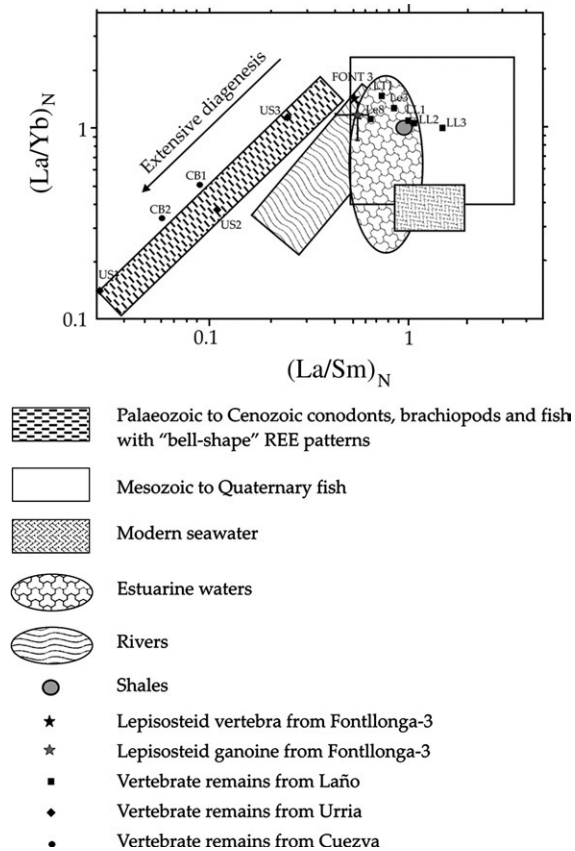 (La/Yb)N
1
0.1
Extensive diagenesis
FONT 3
LT1
Le3
Le8
LL1
LL2
LL3
US3
CB1
CB2
US2
0.1
1
(La/Sm)N
Palaeozoic to Cenozoic conodonts, brachiopods and fish
with “bell-shape” REE patterns
Mesozoic to Quaternary fish
Modern seawater
Estuarine waters
Rivers
Shales
Lepisosteid vertebra from Fontllonga-3
Lepisosteid ganoine from Fontllonga-3
Vertebrate remains from Laño
Vertebrate remains from Urria
Vertebrate remains from Cuezva